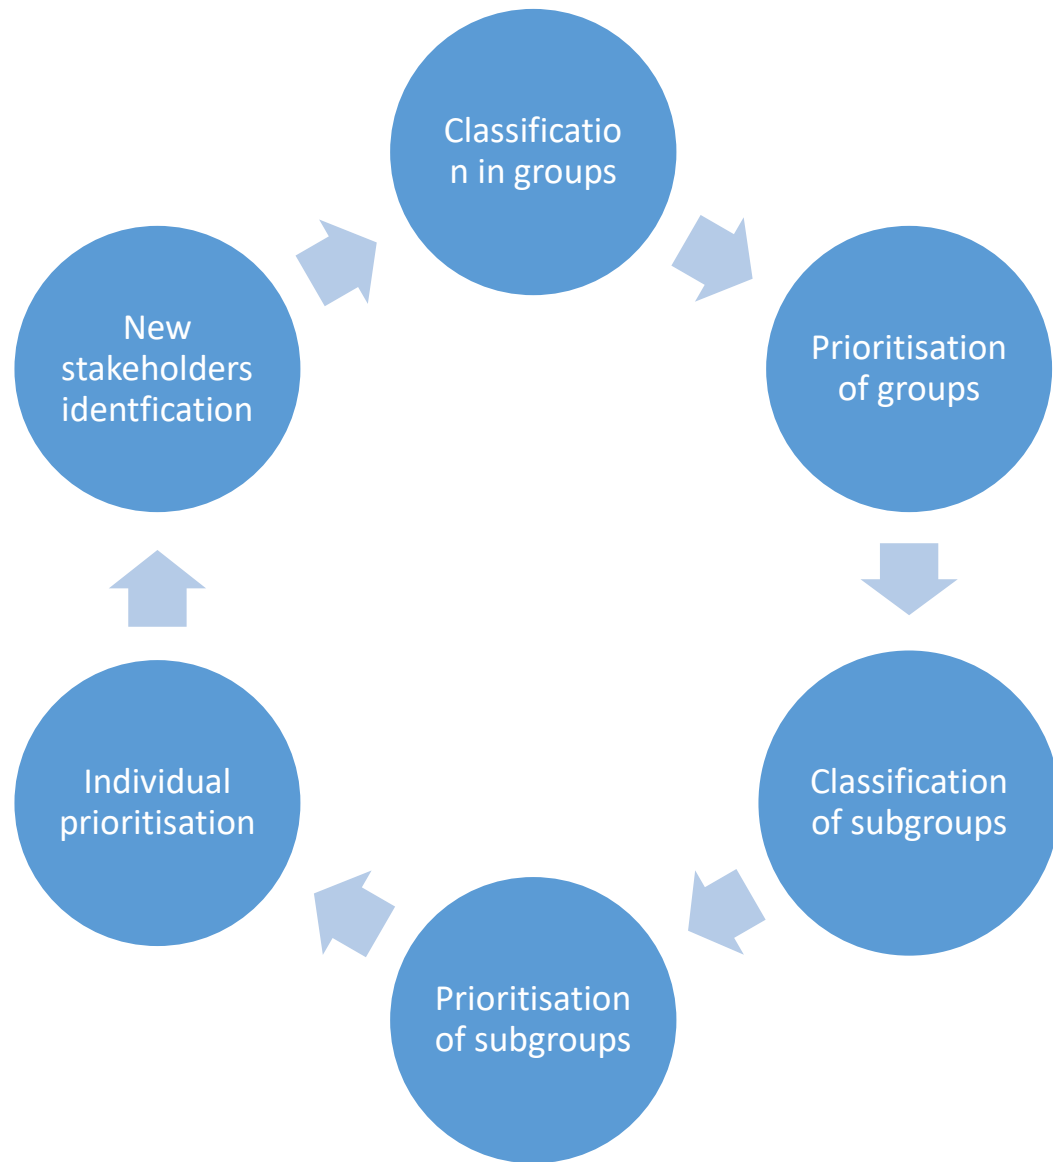 Classificatio
n in groups
Prioritisation
of groups
Classification
of subgroups
Prioritisation
of subgroups
Individual
prioritisation
New
stakeholders
identfication